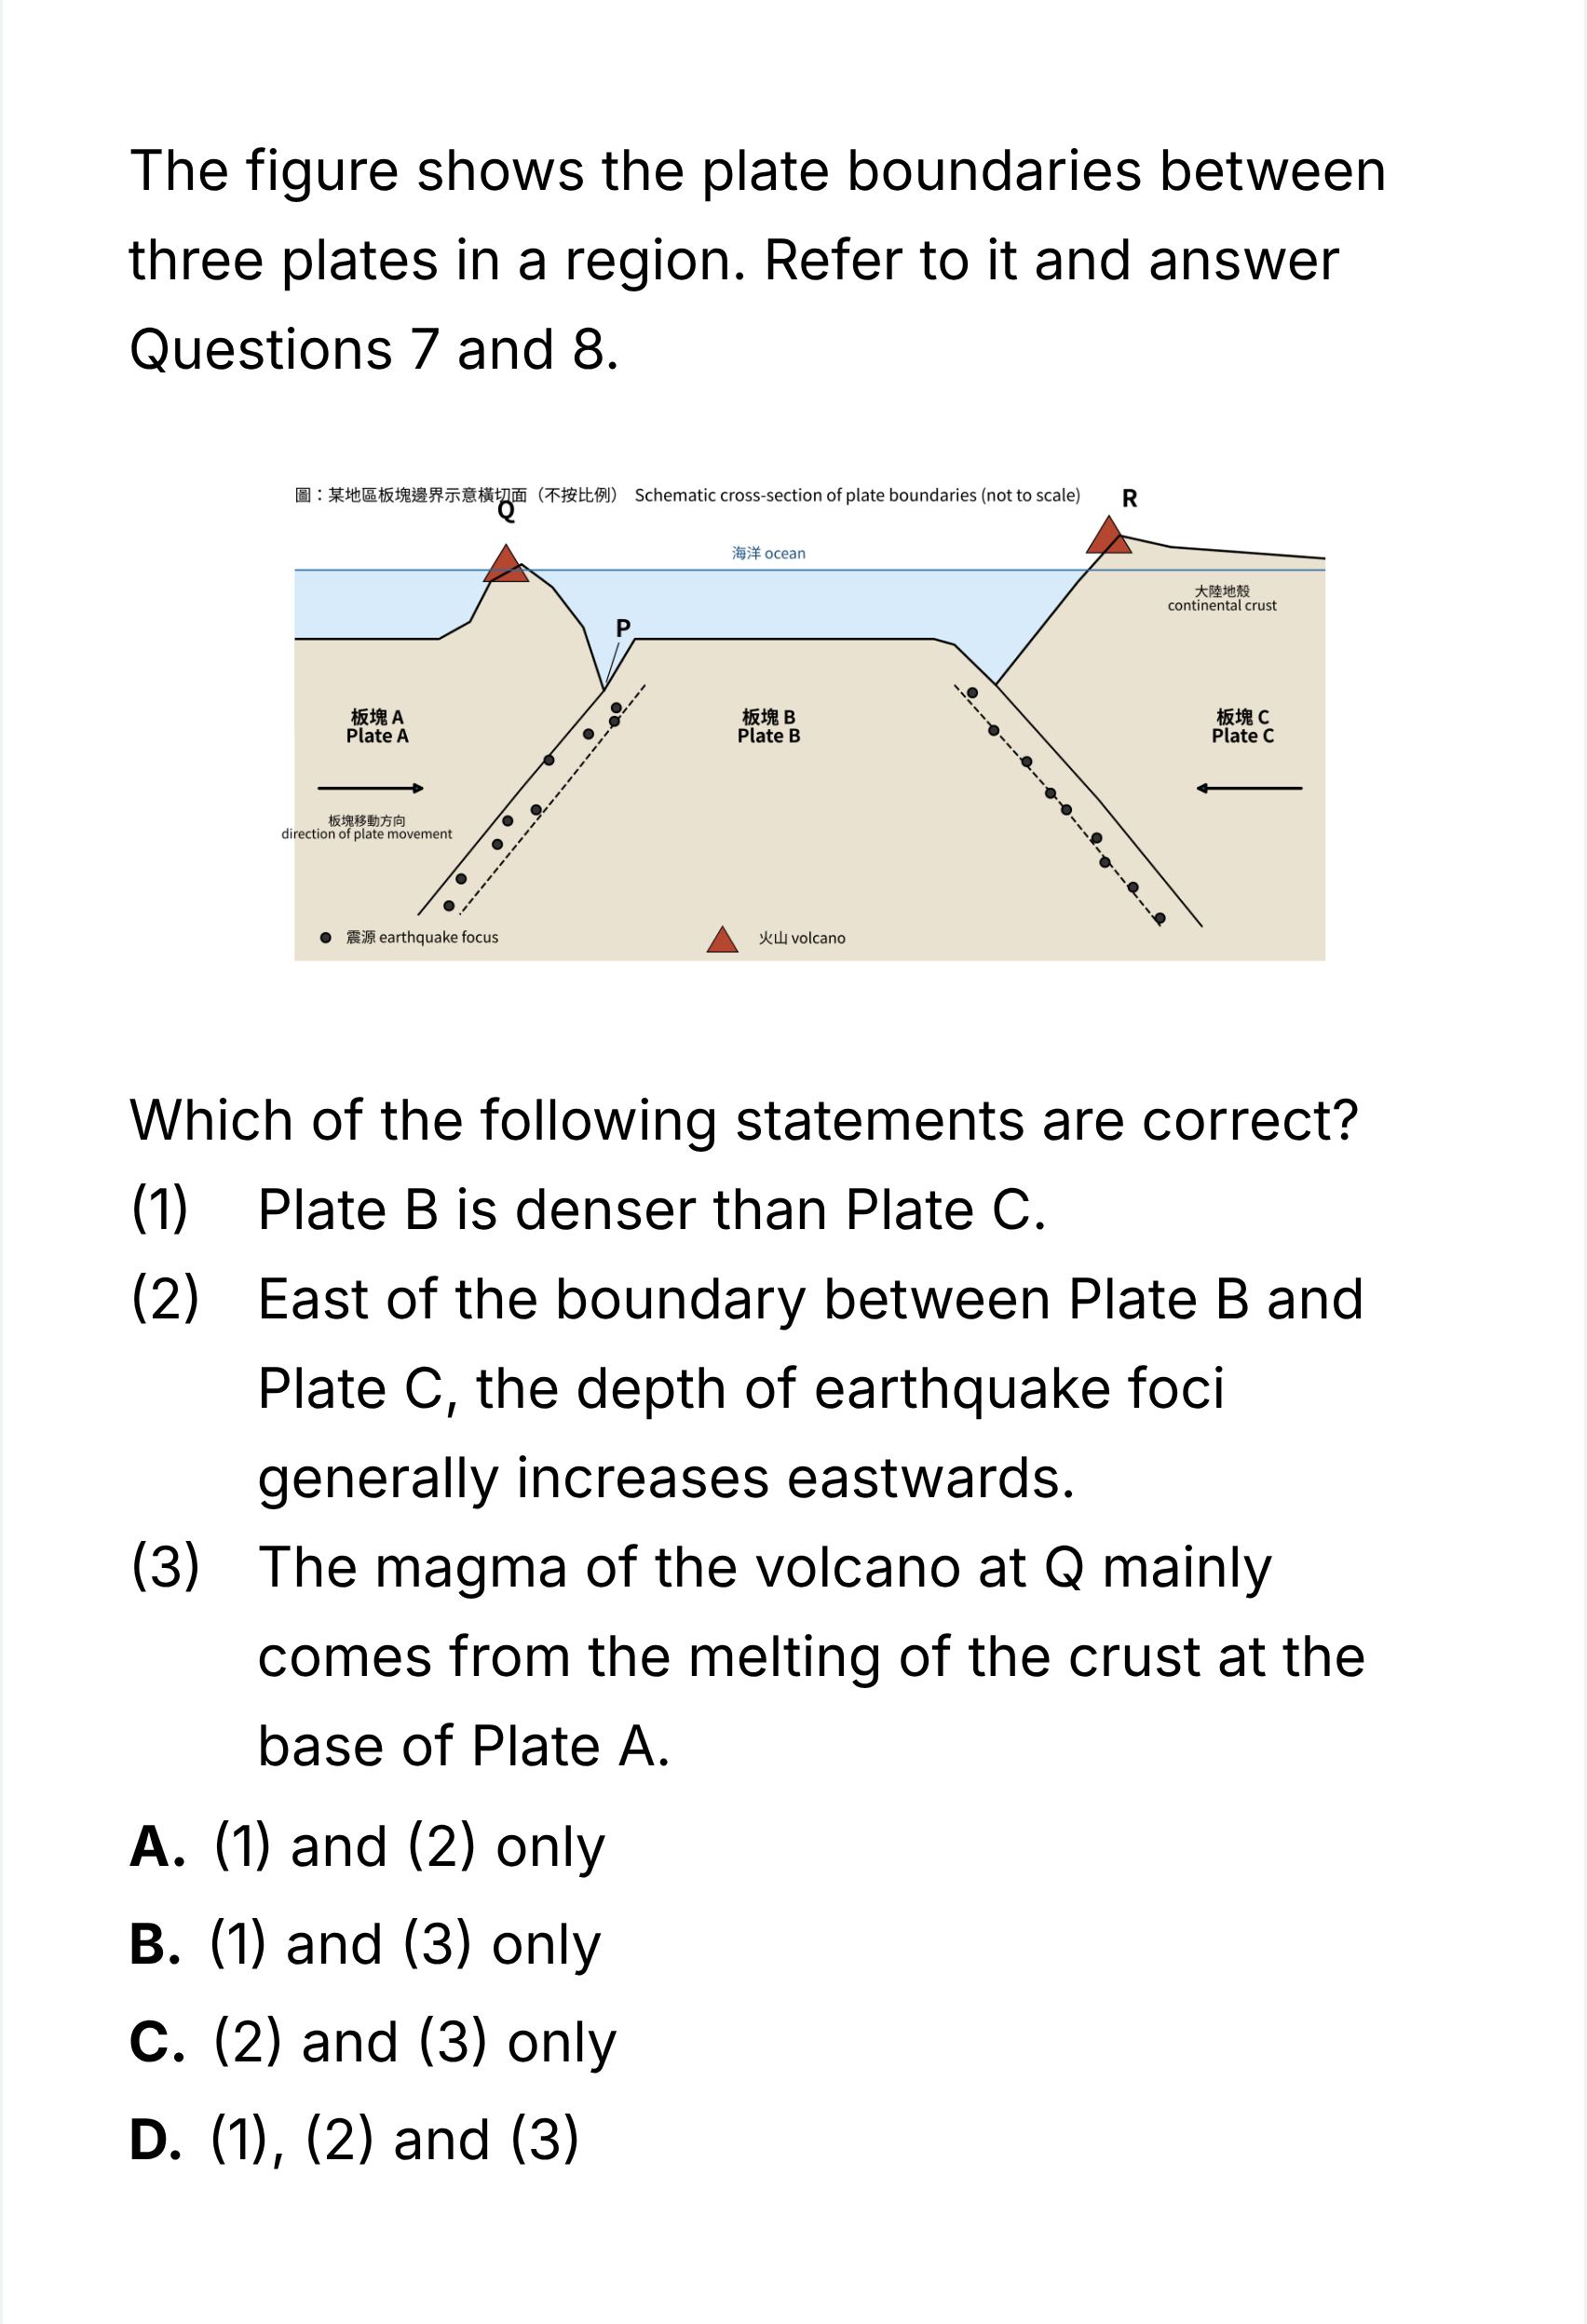 The figure shows the plate boundaries between
three plates in a region. Refer to it and answer
Questions 7 and 8.
圖：某地區板塊邊界示意橫切面（不按比例） Schematic cross-section of plate boundaries (not to scale)
R
Q
海洋 ocean
大陸地殼
continental crust
P
板塊 A
Plate A
板塊 B
Plate B
板塊 C
Plate C
板塊移動方向
direction of plate movement
震源 earthquake focus
火山 volcano
Which of the following statements are correct?
(1) Plate B is denser than Plate C.
(2) East of the boundary between Plate B and
Plate C, the depth of earthquake foci
generally increases eastwards.
(3) The magma of the volcano at Q mainly
comes from the melting of the crust at the
base of Plate A.
A. (1) and (2) only
B. (1) and (3) only
C. (2) and (3) only
D. (1), (2) and (3)